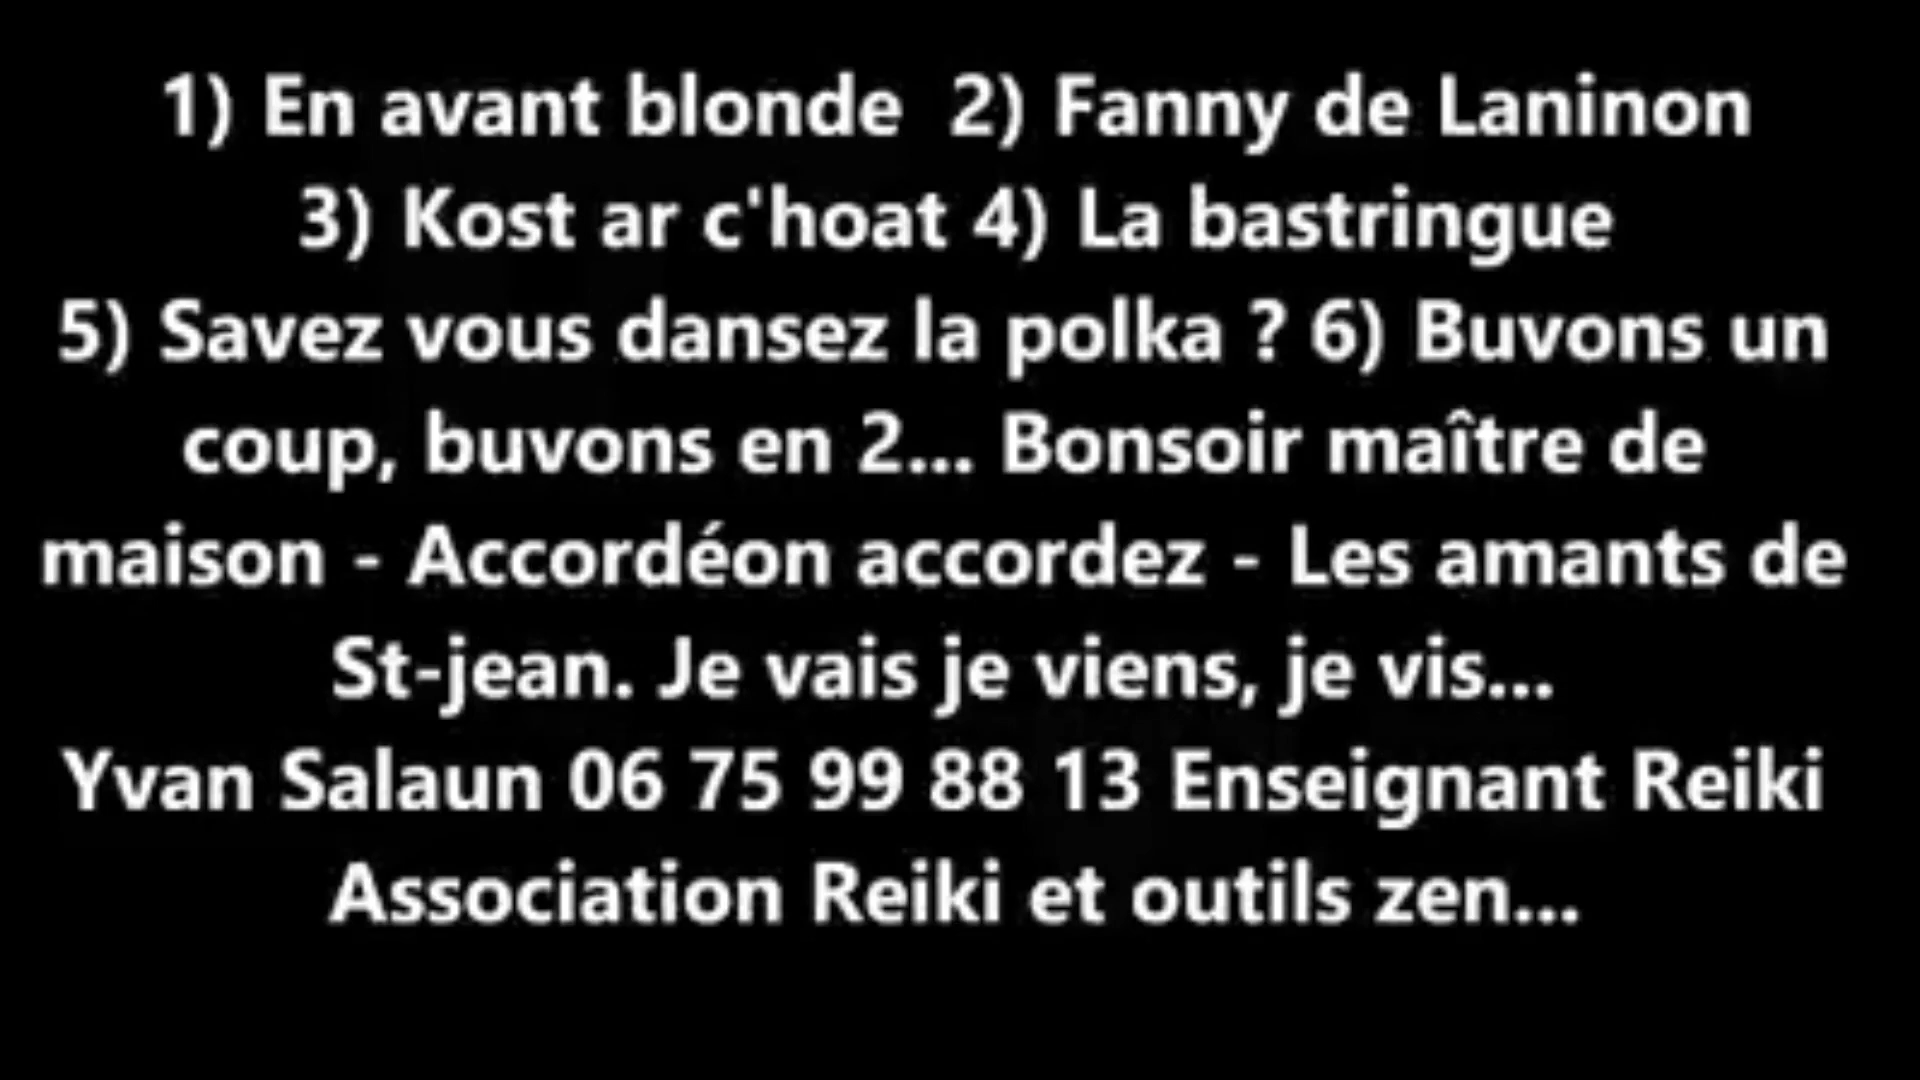 1) En avant blonde  2) Fanny de Laninon
3) Kost ar c'hoat 4) La bastringue
5) Savez vous dansez la polka ? 6) Buvons un
coup, buvons en 2... Bonsoir maître de
maison - Accordéon accordez - Les amants de
St-jean. Je vais je viens, je vis...
Yvan Salaun 06 75 99 88 13 Enseignant Reiki
Association Reiki et outils zen...